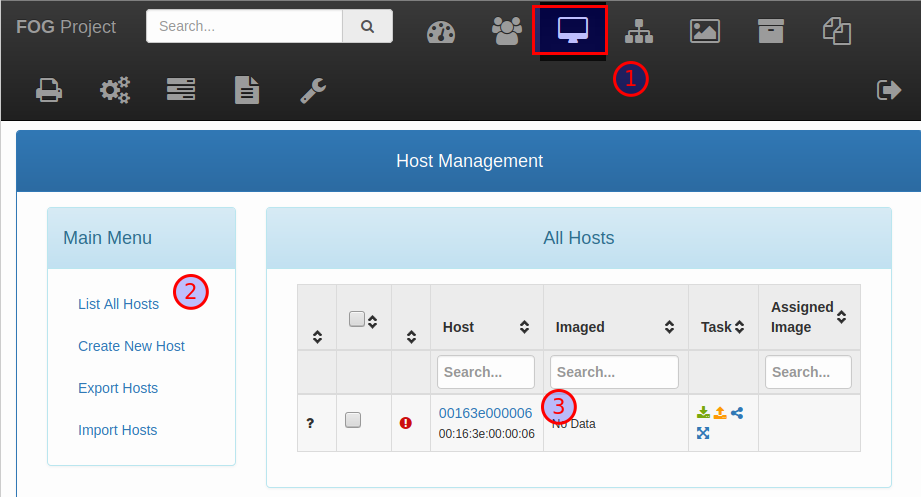 FOG Project
Search...
1
Host Management
Main Menu
List All Hosts
2
Create New Host
Export Hosts
Import Hosts
All Hosts
Host
Imaged
Task
Assigned
Image
Search...
Search...
Search...
?
00163e000006
00:16:3e:00:00:06
3
No Data